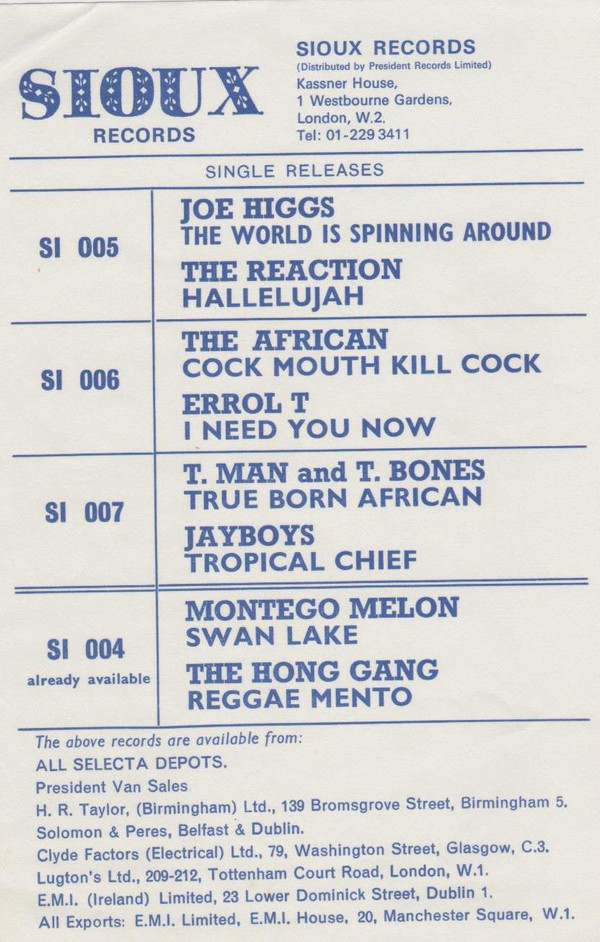 SIOUX
RECORDS
SIOUX RECORDS
(Distributed by President Records Limited)
Kassner House,
1 Westbourne Gardens,
London, W.2.
Tel: 01-229 3411
SINGLE RELEASES
SI 005
JOE HIGGS
THE WORLD IS SPINNING AROUND
THE REACTION
HALLELUJAH
SI 006
THE AFRICAN
COCK MOUTH KILL COCK
ERROL T
I NEED YOU NOW
SI 007
T. MAN and T. BONES
TRUE BORN AFRICAN
JAYBOYS
TROPICAL CHIEF
SI 004
already available
MONTEGO MELON
SWAN LAKE
THE HONG GANG
REGGAE MENTO
The above records are available from:
ALL SELECTA DEPOTS.
President Van Sales
H. R. Taylor, (Birmingham) Ltd., 139 Bromsgrove Street, Birmingham 5.
Solomon & Peres, Belfast & Dublin.
Clyde Factors (Electrical) Ltd., 79, Washington Street, Glasgow, C.3.
Lugton's Ltd., 209-212, Tottenham Court Road, London, W.1.
E.M.I. (Ireland) Limited, 23 Lower Dominick Street, Dublin 1.
All Exports: E.M.I. Limited, E.M.I. House, 20, Manchester Square, W.1.